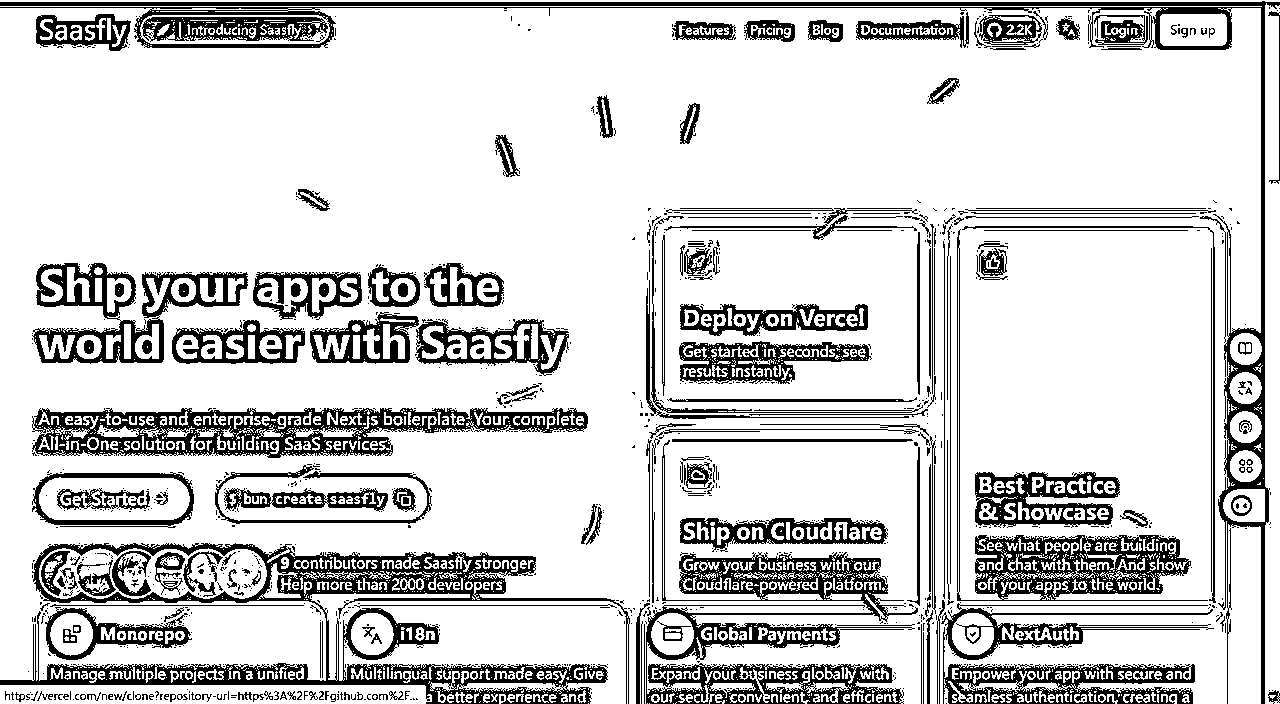 Saasfly
Introducing Saasfly
Features Pricing Blog Documentation 2.2K Login Sign up
Ship your apps to the
world easier with Saasfly
An easy-to-use and enterprise-grade Next.js boilerplate. Your complete
All-in-One solution for building SaaS services.
Get Started
$ bun create saasfly
9 contributors made Saasfly stronger
Help more than 2000 developers
Deploy on Vercel
Get started in seconds, see
results instantly.
Ship on Cloudflare
Grow your business with our
Cloudflare-powered platform.
Best Practice
& Showcase
See what people are building
and chat with them. And show
off your apps to the world.
Monorepo
Manage multiple projects in a unified
i18n
Multilingual support made easy. Give
a better experience and
Global Payments
Expand your business globally with
our secure, convenient, and efficient
NextAuth
Empower your app with secure and
seamless authentication, creating a
https://vercel.com/new/clone?repository-url=https%3A%2F%2Fgithub.com%2F...